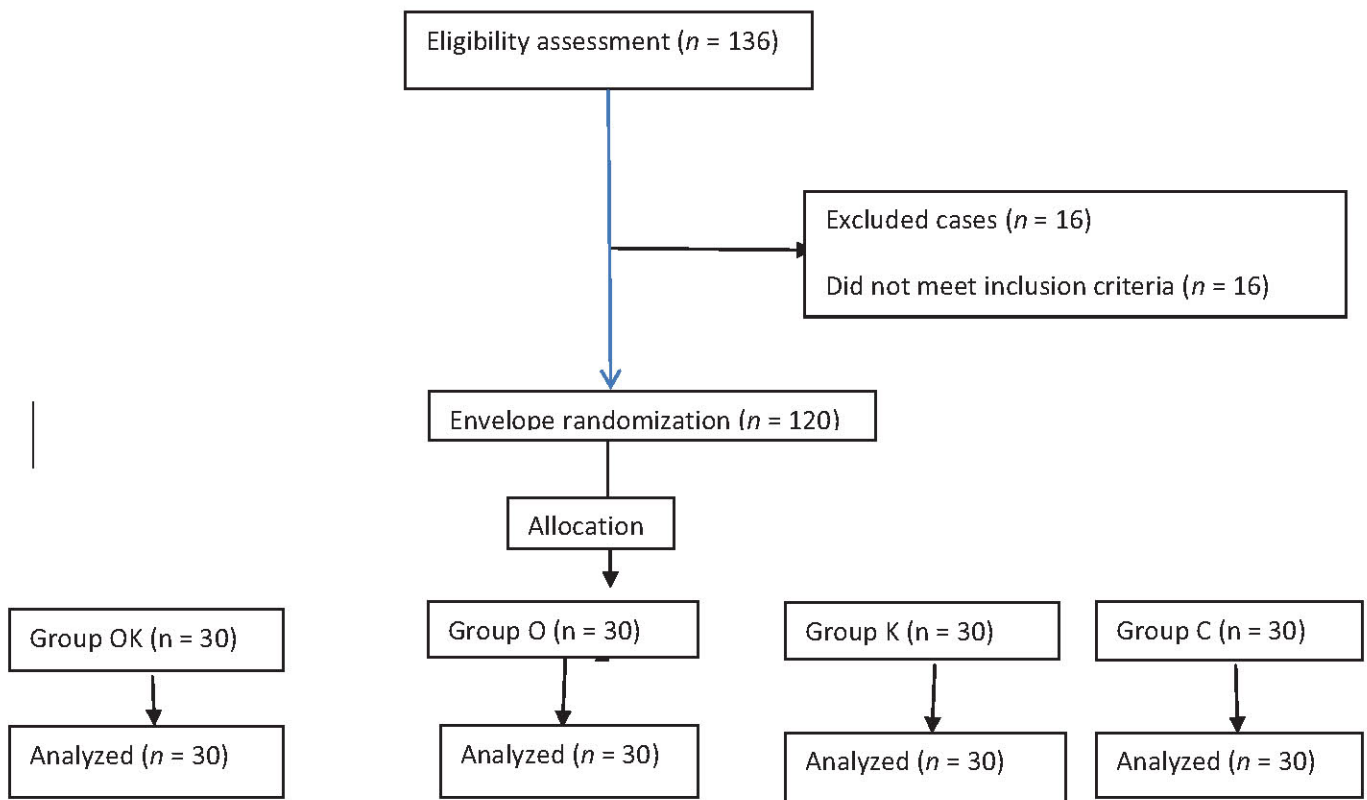 Eligibility assessment (n = 136)
Excluded cases (n = 16)
Did not meet inclusion criteria (n = 16)
Envelope randomization (n = 120)
Allocation
Group OK (n = 30)
Group O (n = 30)
Group K (n = 30)
Group C (n = 30)
Analyzed (n = 30)
Analyzed (n = 30)
Analyzed (n = 30)
Analyzed (n = 30)